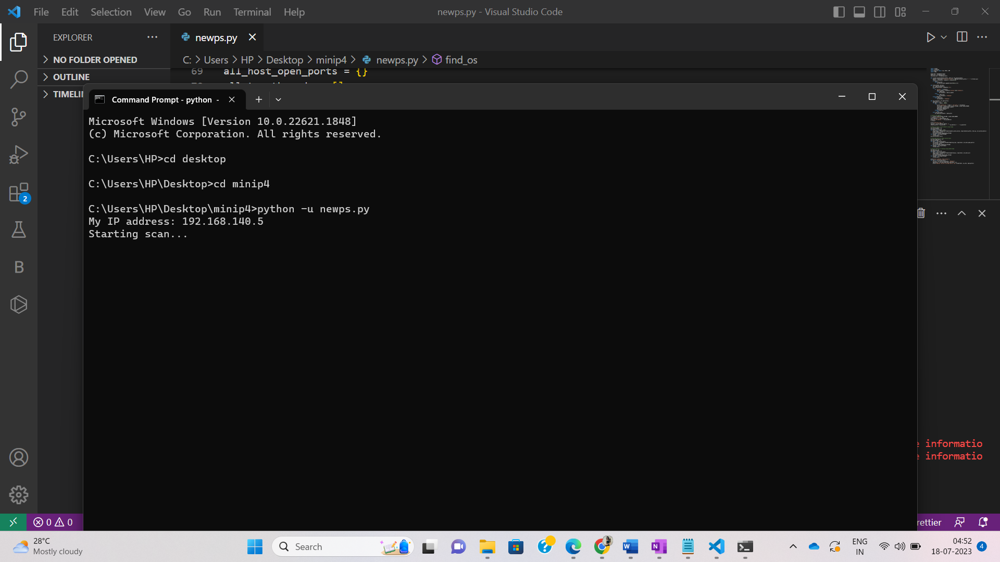 File Edit Selection View Go Run Terminal Help
newps.py - Visual Studio Code
EXPLORER
newps.py
NO FOLDER OPENED
C: > Users > HP > Desktop > minip4 > newps.py > find_os
69 all_host_open_ports = {}
OUTLINE
Command Prompt - python -
Microsoft Windows [Version 10.0.22621.1848]
(c) Microsoft Corporation. All rights reserved.
C:\Users\HP>cd desktop
C:\Users\HP\Desktop>cd minip4
2
C:\Users\HP\Desktop\minip4>python -u newps.py
My IP address: 192.168.140.5
Starting scan...
B
informatio
informatio
0 0
28°C
Mostly cloudy
Search
ENG
IN
04:52
18-07-2023
4